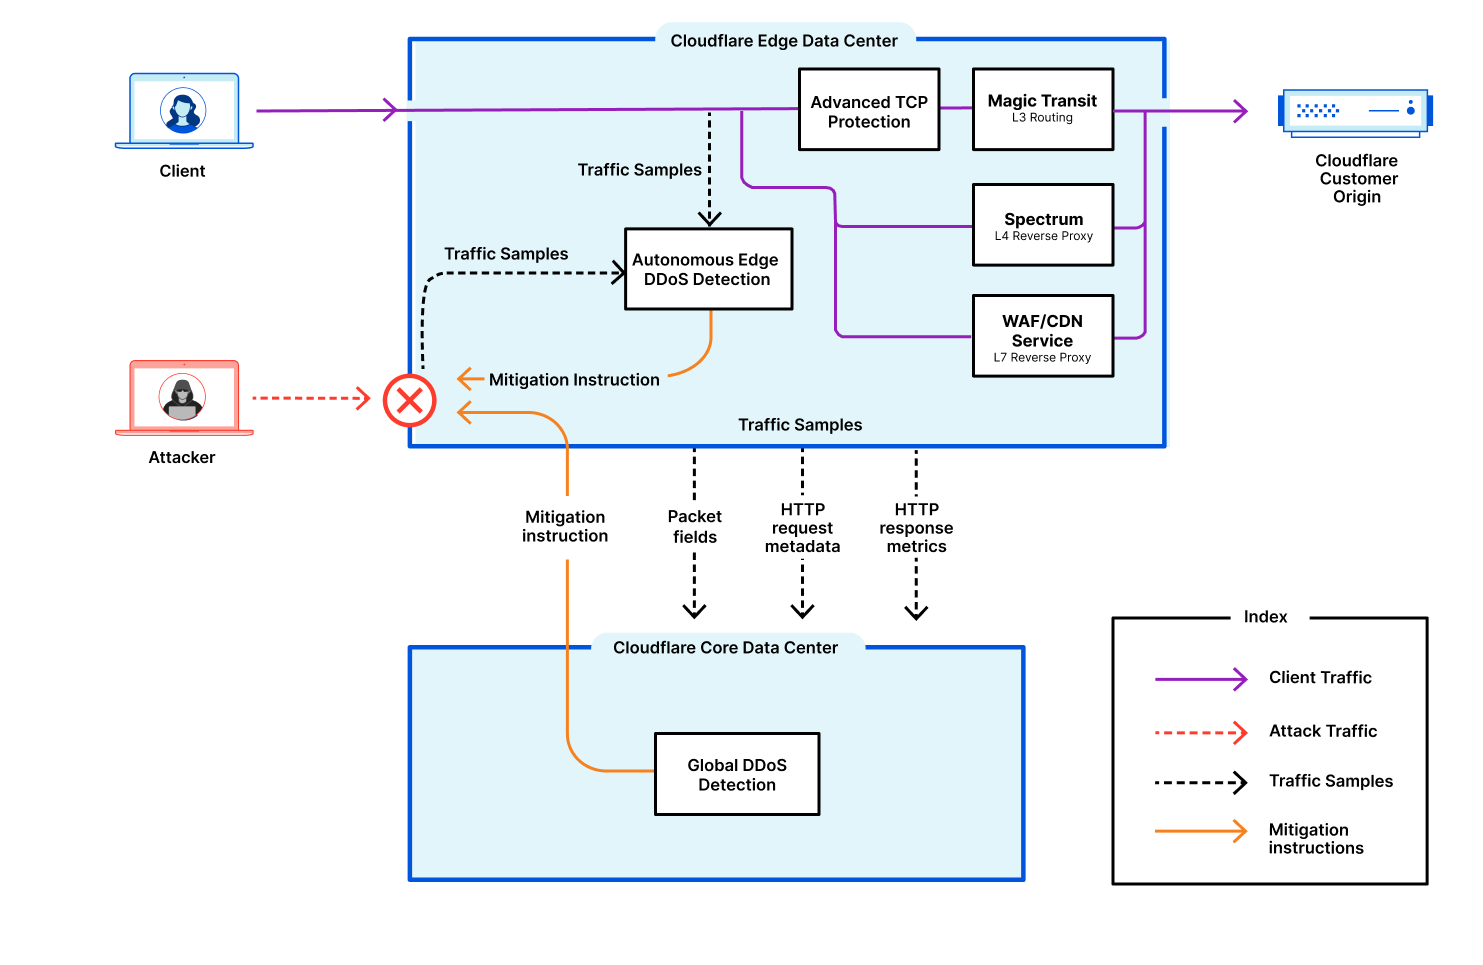 Cloudflare Edge Data Center
Client
Advanced TCP
Protection
Magic Transit
L3 Routing
Cloudflare
Customer
Origin
Traffic Samples
Spectrum
L4 Reverse Proxy
Traffic Samples
Autonomous Edge
DDoS Detection
WAF/CDN
Service
L7 Reverse Proxy
Mitigation Instruction
Attacker
Traffic Samples
Mitigation
instruction
Packet
fields
HTTP
request
metadata
HTTP
response
metrics
Cloudflare Core Data Center
Global DDoS
Detection
Index
Client Traffic
Attack Traffic
Traffic Samples
Mitigation
instructions